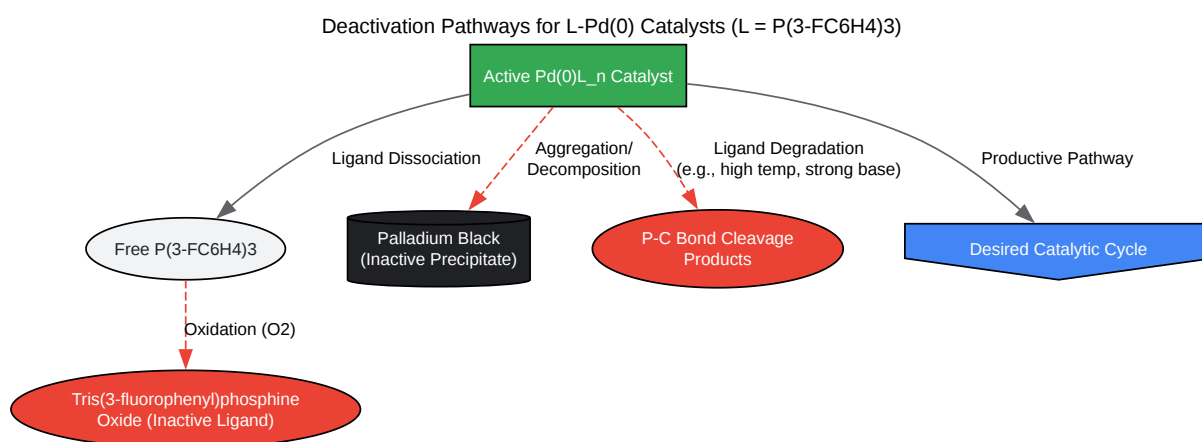 Deactivation Pathways for L-Pd(0) Catalysts (L = P(3-FC6H4)3)
Active Pd(0)L_n Catalyst
Ligand Dissociation
Aggregation/
Decomposition
Ligand Degradation
(e.g., high temp, strong base)
Productive Pathway
Free P(3-FC6H4)3
Palladium Black
(Inactive Precipitate)
P-C Bond Cleavage
Products
Desired Catalytic Cycle
Oxidation (O2)
Tris(3-fluorophenyl)phosphine
Oxide (Inactive Ligand)